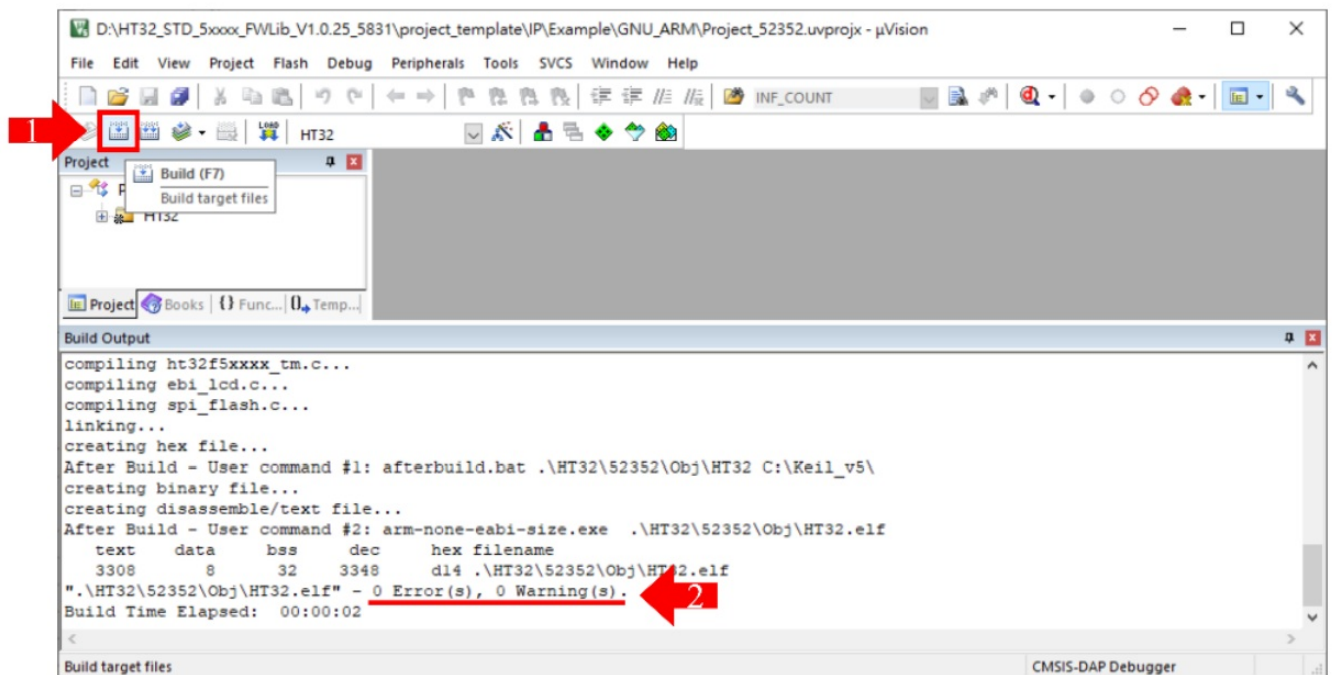 D:\HT32_STD_5xxxx_FWLib_V1.0.25_5831\project_template\IP\Example\GNU_ARM\Project_52352.uvprojx - µVision
File Edit View Project Flash Debug Peripherals Tools SVCS Window Help
INF_COUNT
1
LOAD
HT32
Project
Build (F7)
Build target files
HT32
Project Books {} Func... 0 Temp...
Build Output
compiling ht32f5xxxx_tm.c...
compiling ebi_lcd.c...
compiling spi_flash.c...
linking...
creating hex file...
After Build - User command #1: afterbuild.bat .\HT32\52352\Obj\HT32 C:\Keil_v5\
creating binary file...
creating disassemble/text file...
After Build - User command #2: arm-none-eabi-size.exe .\HT32\52352\Obj\HT32.elf
text data bss dec hex filename
3308 8 32 3348 d14 .\HT32\52352\Obj\HT32.elf
".\HT32\52352\Obj\HT32.elf" - 0 Error(s), 0 Warning(s).
2
Build Time Elapsed: 00:00:02
Build target files CMSIS-DAP Debugger